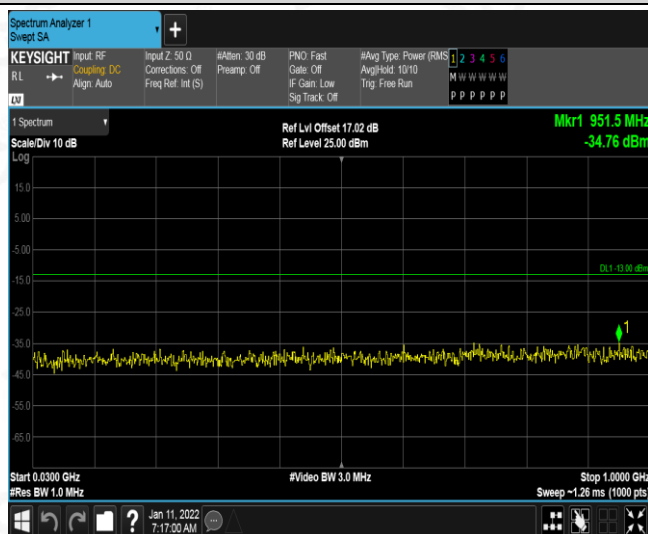 Spectrum Analyzer 1
Swept SA
+
KEYSIGHT
RL
LXI
Input: RF
Coupling: DC
Align: Auto
Input Z: 50 Ω
Corrections: Off
Freq Ref: Int (S)
#Atten: 30 dB
Preamp: Off
PNO: Fast
Gate: Off
IF Gain: Low
Sig Track: Off
#Avg Type: Power (RMS
Avg|Hold: 10/10
Trig: Free Run
1 2 3 4 5 6
M W W W W W
P P P P P P
1 Spectrum
Scale/Div 10 dB
Log
Ref Lvl Offset 17.02 dB
Ref Level 25.00 dBm
Mkr1 951.5 MHz
-34.76 dBm
15.0
5.00
-5.00
-15.0
-25.0
-35.0
-45.0
-55.0
-65.0
DL1 -13.00 dBm
1
Start 0.0300 GHz
#Res BW 1.0 MHz
#Video BW 3.0 MHz
Stop 1.0000 GHz
Sweep ~1.26 ms (1000 pts)
?
Jan 11, 2022
7:17:00 AM